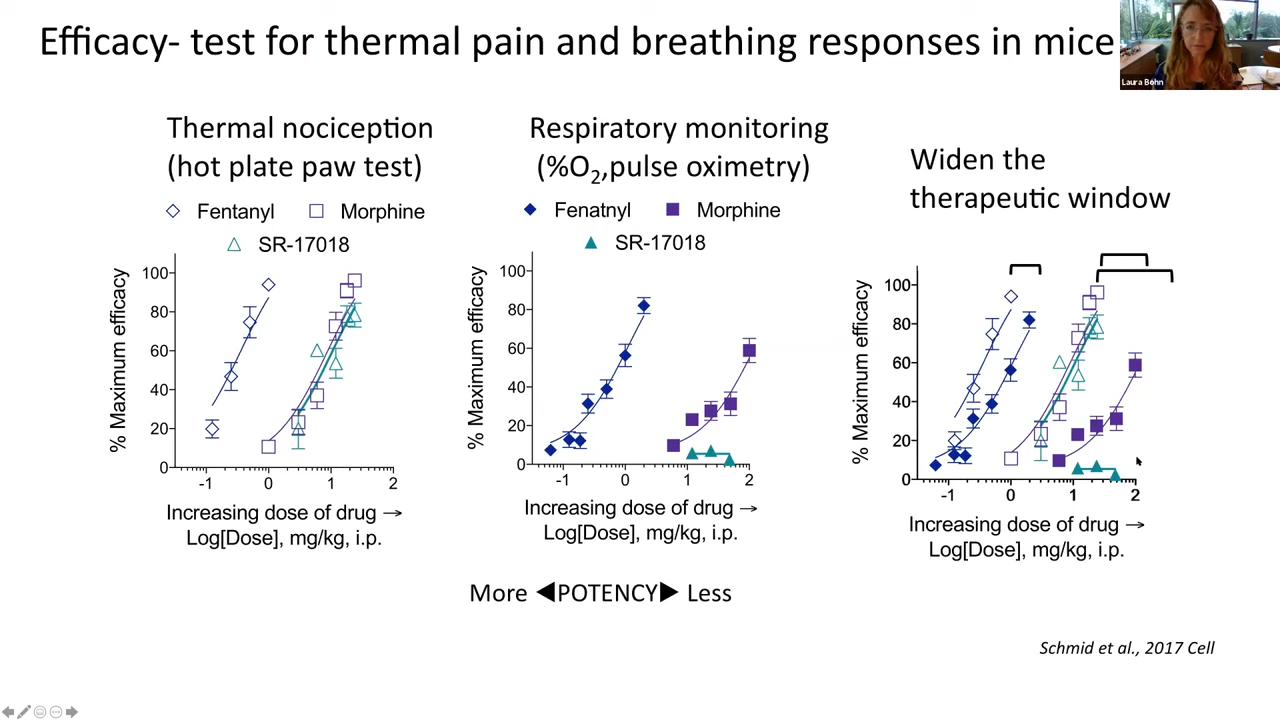 Efficacy- test for thermal pain and breathing responses in mice
Laura Bohn
Thermal nociception
(hot plate paw test)
Fentanyl
Morphine
SR-17018
% Maximum efficacy
100
80
60
40
20
0
-1
0
1
2
Increasing dose of drug →
Log[Dose], mg/kg, i.p.
Respiratory monitoring
(%O2,pulse oximetry)
Fenatnyl
Morphine
SR-17018
% Maximum efficacy
100
80
60
40
20
0
-1
0
1
2
Increasing dose of drug →
Log[Dose], mg/kg, i.p.
Widen the
therapeutic window
% Maximum efficacy
100
80
60
40
20
0
-1
0
1
2
Increasing dose of drug →
Log[Dose], mg/kg, i.p.
More ◀POTENCY▶ Less
Schmid et al., 2017 Cell